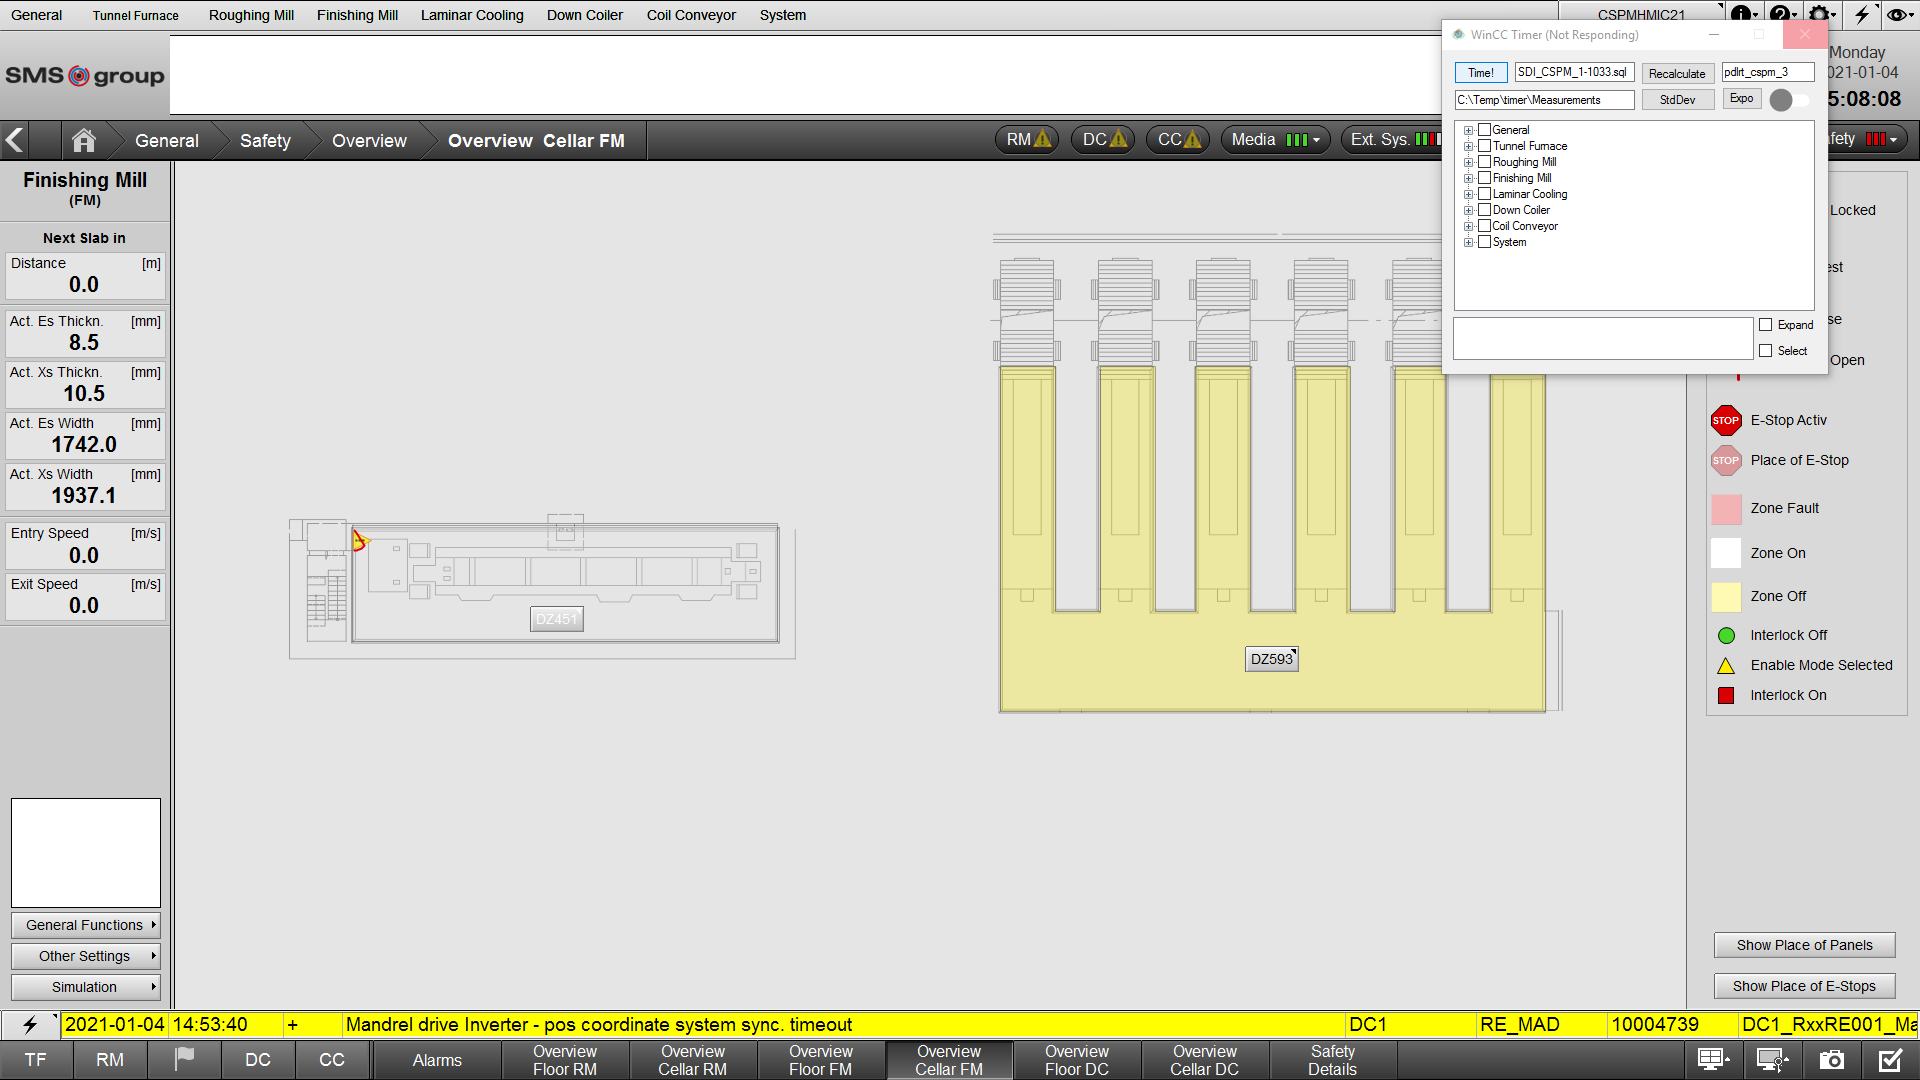 General
Tunnel Furnace
Roughing Mill
Finishing Mill
Laminar Cooling
Down Coiler
Coil Conveyor
System
CSPMHMIC21
SMS group
WinCC Timer (Not Responding)
Time!
SDI_CSPM_1-1033.sql
Recalculate
pdlrt_cspm_3
C:\Temp\timer\Measurements
StdDev
Expo
General
Tunnel Furnace
Roughing Mill
Finishing Mill
Laminar Cooling
Down Coiler
Coil Conveyor
System
Expand
Select
Monday
021-01-04
5:08:08
General
Safety
Overview
Overview Cellar FM
RM
DC
CC
Media
Ext. Sys.
fety
Finishing Mill
(FM)
Next Slab in
Distance [m]
0.0
Act. Es Thickn. [mm]
8.5
Act. Xs Thickn. [mm]
10.5
Act. Es Width [mm]
1742.0
Act. Xs Width [mm]
1937.1
Entry Speed [m/s]
0.0
Exit Speed [m/s]
0.0
General Functions
Other Settings
Simulation
DZ451
DZ593
Locked
est
se
Open
STOP E-Stop Activ
STOP Place of E-Stop
Zone Fault
Zone On
Zone Off
Interlock Off
Enable Mode Selected
Interlock On
Show Place of Panels
Show Place of E-Stops
2021-01-04 14:53:40 + Mandrel drive Inverter - pos coordinate system sync. timeout DC1 RE_MAD 10004739 DC1_RxxRE001_Ma
TF
RM
DC
CC
Alarms
Overview
Floor RM
Overview
Cellar RM
Overview
Floor FM
Overview
Cellar FM
Overview
Floor DC
Overview
Cellar DC
Safety
Details